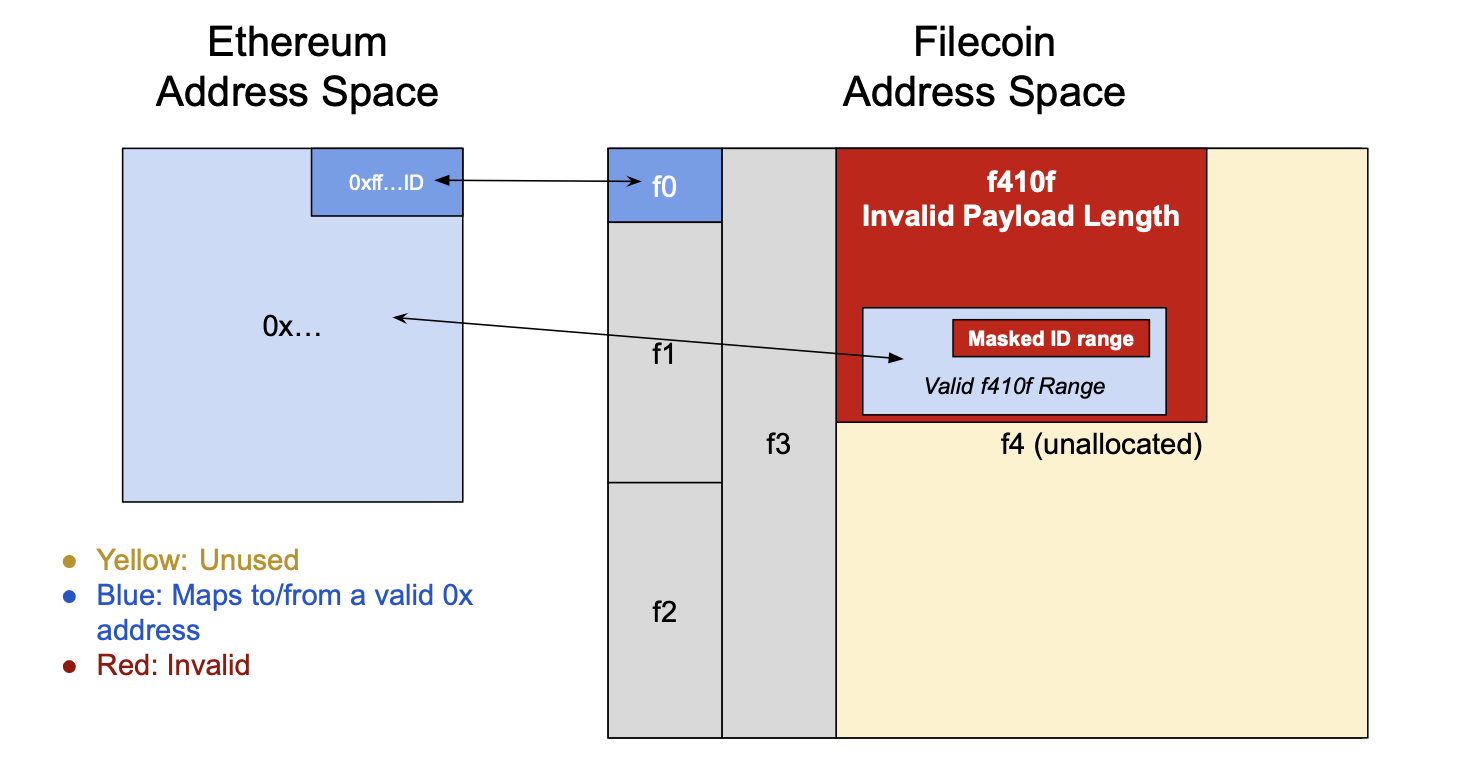 Ethereum
Address Space
Filecoin
Address Space
0xff…ID
0x…
f0
f1
f2
f3
f410f
Invalid Payload Length
Masked ID range
Valid f410f Range
f4 (unallocated)
● Yellow: Unused
● Blue: Maps to/from a valid 0x
address
● Red: Invalid